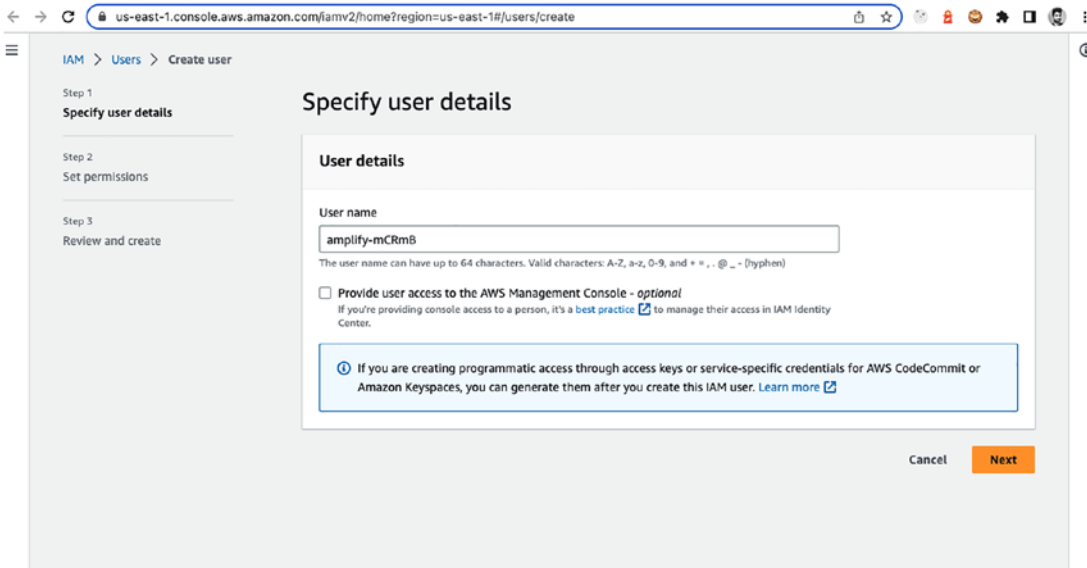 us-east-1.console.aws.amazon.com/iamv2/home?region=us-east-1#/users/create
IAM > Users > Create user
Step 1
Specify user details
Step 2
Set permissions
Step 3
Review and create
Specify user details
User details
User name
amplify-mCRmB
The user name can have up to 64 characters. Valid characters: A-Z, a-z, 0-9, and + = , . @ _ - (hyphen)
Provide user access to the AWS Management Console - optional
If you're providing console access to a person, it's a best practice to manage their access in IAM Identity
Center.
If you are creating programmatic access through access keys or service-specific credentials for AWS CodeCommit or
Amazon Keyspaces, you can generate them after you create this IAM user. Learn more
Cancel
Next